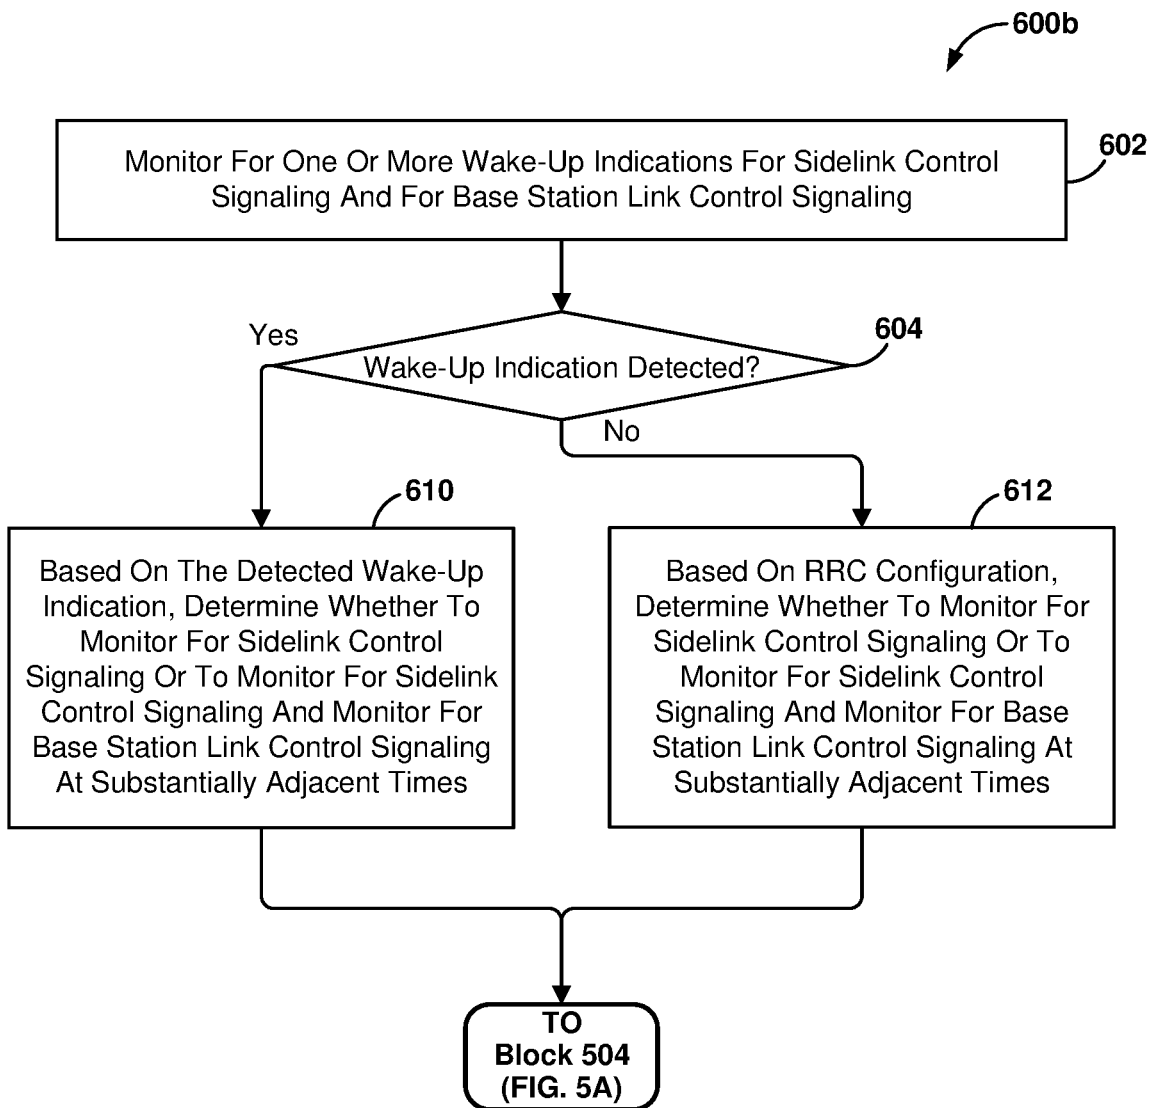 600b
Monitor For One Or More Wake-Up Indications For Sidelink Control
Signaling And For Base Station Link Control Signaling
602
Wake-Up Indication Detected?
604
Yes
No
610
Based On The Detected Wake-Up
Indication, Determine Whether To
Monitor For Sidelink Control
Signaling Or To Monitor For Sidelink
Control Signaling And Monitor For
Base Station Link Control Signaling
At Substantially Adjacent Times
612
Based On RRC Configuration,
Determine Whether To Monitor For
Sidelink Control Signaling Or To
Monitor For Sidelink Control
Signaling And Monitor For Base
Station Link Control Signaling At
Substantially Adjacent Times
TO
Block 504
(FIG. 5A)